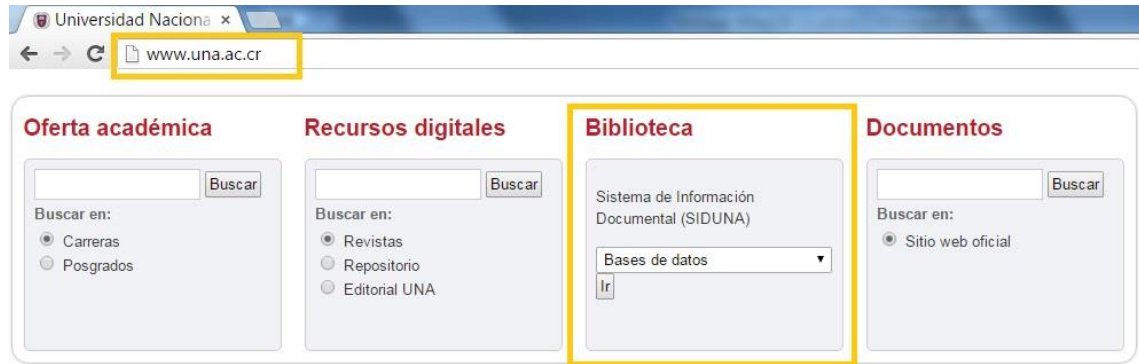 Universidad Naciona
www.una.ac.cr
Oferta académica
Buscar
Buscar en:
Carreras
Posgrados
Recursos digitales
Buscar
Buscar en:
Revistas
Repositorio
Editorial UNA
Biblioteca
Sistema de Información
Documental (SIDUNA)
Bases de datos
Ir
Documentos
Buscar
Buscar en:
Sitio web oficial